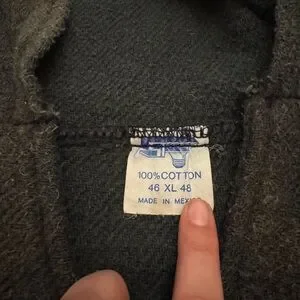 100% COTTON
46 XL 48
MADE IN MEXICO